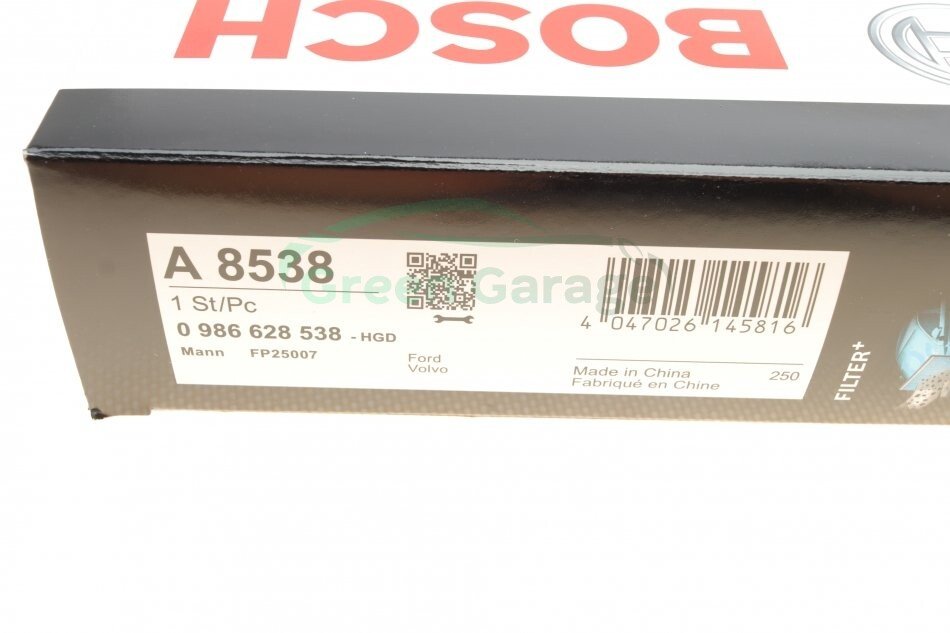 BOSCH
A 8538
1 St/Pc
0 986 628 538 - HGD
Mann FP25007
Ford
Volvo
4 047026 145816
Made in China
Fabriqué en Chine
250
FILTER+
Green Garage